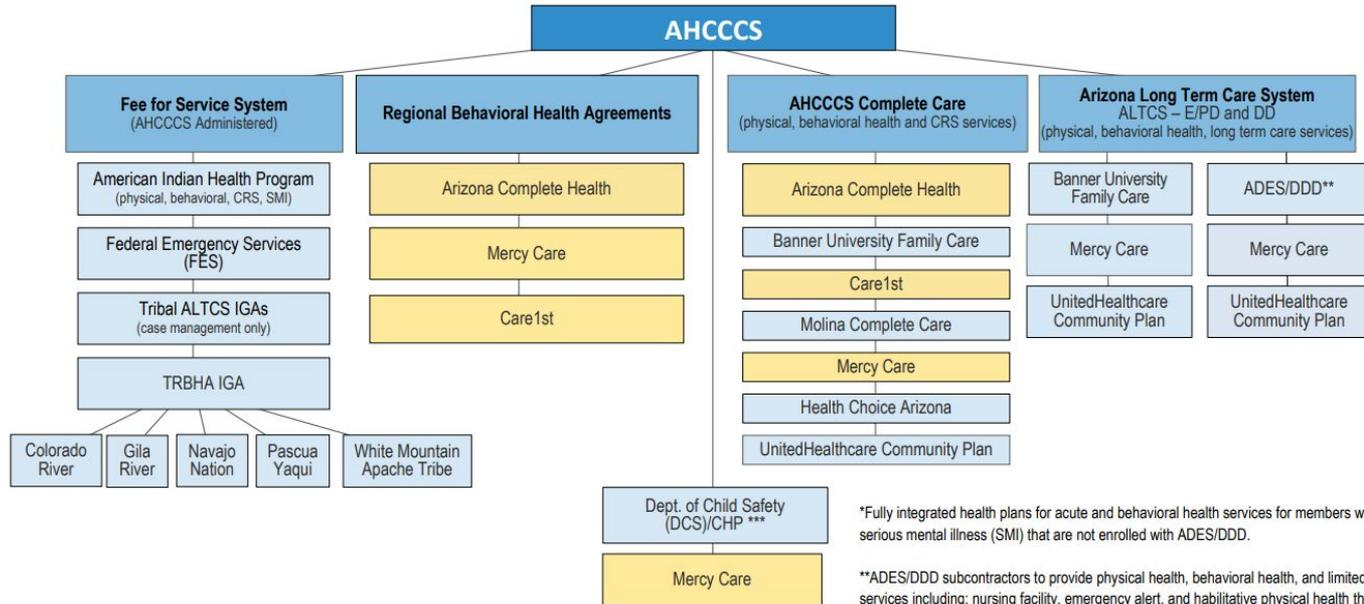 AHCCCS
Fee for Service System
(AHCCCS Administered)
American Indian Health Program
(physical, behavioral, CRS, SMI)
Federal Emergency Services
(FES)
Tribal ALTCS IGAs
(case management only)
TRBHA IGA
Colorado
River
Gila
River
Navajo
Nation
Pascua
Yaqui
White Mountain
Apache Tribe
Regional Behavioral Health Agreements
Arizona Complete Health
Mercy Care
Care1st
AHCCCS Complete Care
(physical, behavioral health and CRS services)
Arizona Complete Health
Banner University Family Care
Care1st
Molina Complete Care
Mercy Care
Health Choice Arizona
UnitedHealthcare Community Plan
Arizona Long Term Care System
ALTCS – E/PD and DD
(physical, behavioral health, long term care services)
Banner University
Family Care
Mercy Care
UnitedHealthcare
Community Plan
ADES/DDD**
Mercy Care
UnitedHealthcare
Community Plan
Dept. of Child Safety
(DCS)/CHP ***
Mercy Care
*Fully integrated health plans for acute and behavioral health services for members w
serious mental illness (SMI) that are not enrolled with ADES/DDD.
**ADES/DDD subcontractors to provide physical health, behavioral health, and limited
services including: nursing facility, emergency alert, and habilitative physical health th